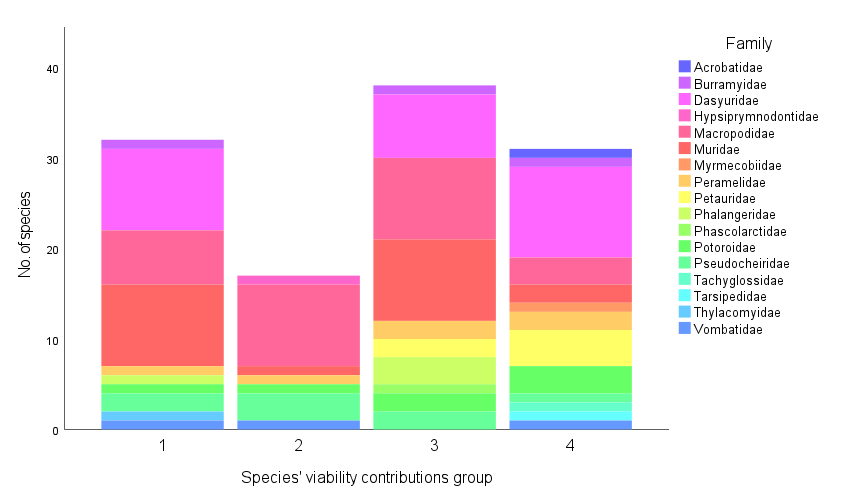 Family
Acrobatidae
Burramyidae
Dasyuridae
Hypsiprymnodontidae
Macropodidae
Muridae
Myrmecobiidae
Peramelidae
Petauridae
Phalangeridae
Phascolarctidae
Potoroidae
Pseudocheiridae
Tachyglossidae
Tarsipedidae
Thylacomyidae
Vombatidae
No. of species
40
30
20
10
0
1 2 3 4
Species' viability contributions group